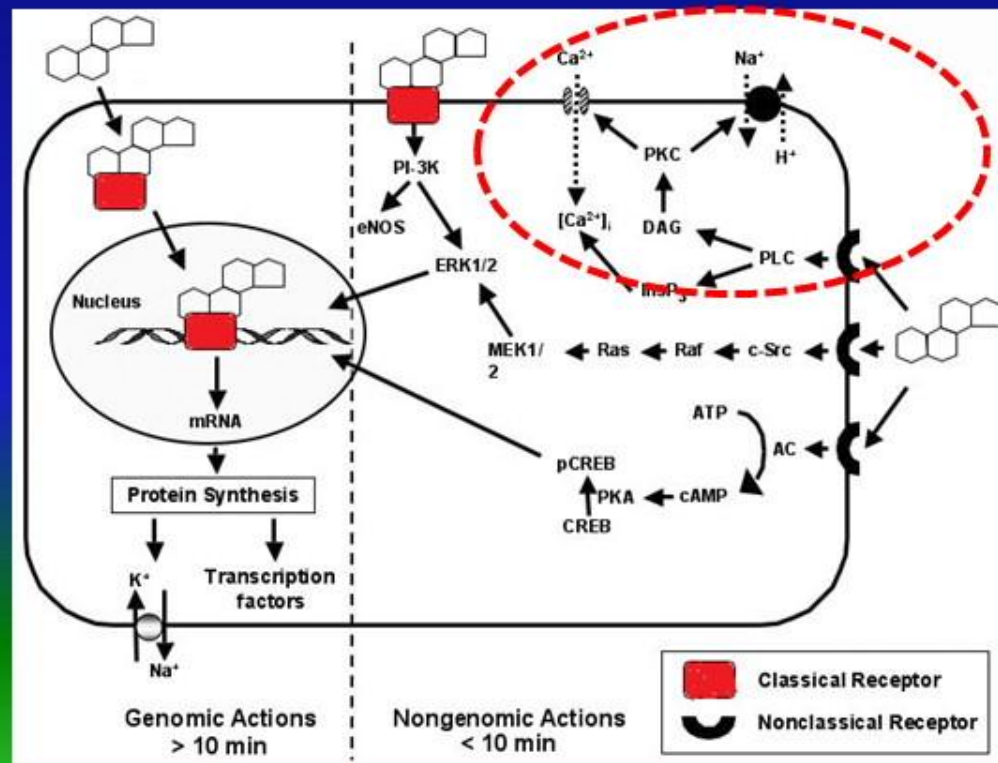 Ca²⁺
Na⁺
H⁺
PKC
PI-3K
eNOS
[Ca²⁺]ᵢ
DAG
PLC
ERK1/2
InsP₃
Nucleus
MEK1/
2
Ras
Raf
c-Src
mRNA
ATP
AC
pCREB
PKA
cAMP
CREB
Protein Synthesis
K⁺
Transcription
factors
Na⁺
Genomic Actions
> 10 min
Nongenomic Actions
< 10 min
Classical Receptor
Nonclassical Receptor